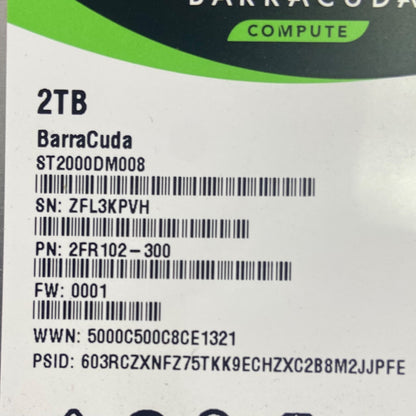 BARRACUDA
COMPUTE
2TB
BarraCuda
ST2000DM008
SN: ZFL3KPVH
PN: 2FR102-300
FW: 0001
WWN: 5000C500C8CE1321
PSID: 603RCZXNFZ75TKK9ECHZXC2B8M2JJPFE